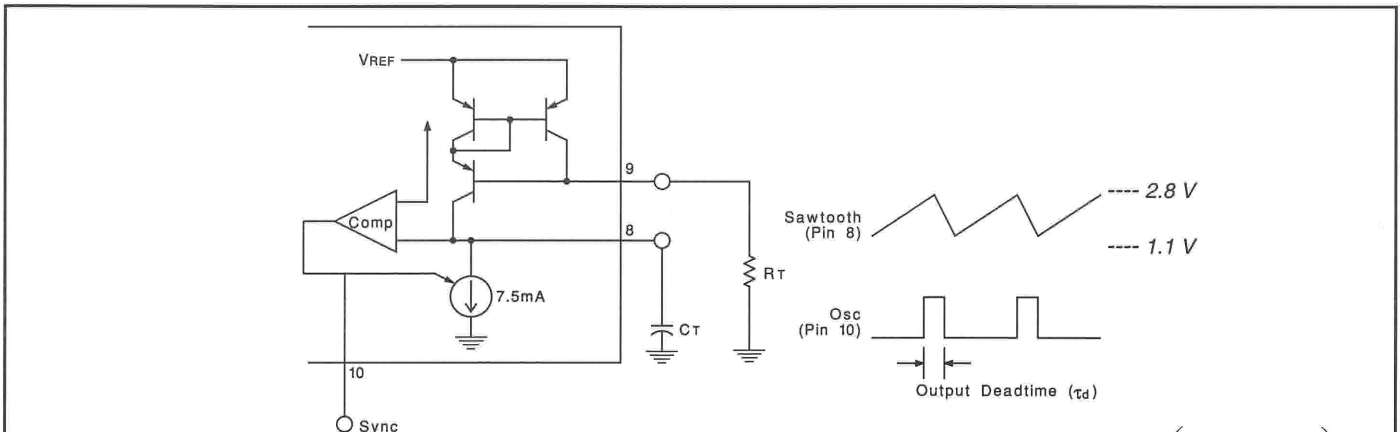 VREF
9
8
Comp
7.5mA
RT
CT
10
Sync
Sawtooth
(Pin 8)
---- 2.8 V
---- 1.1 V
Osc
(Pin 10)
Output Deadtime (τd)